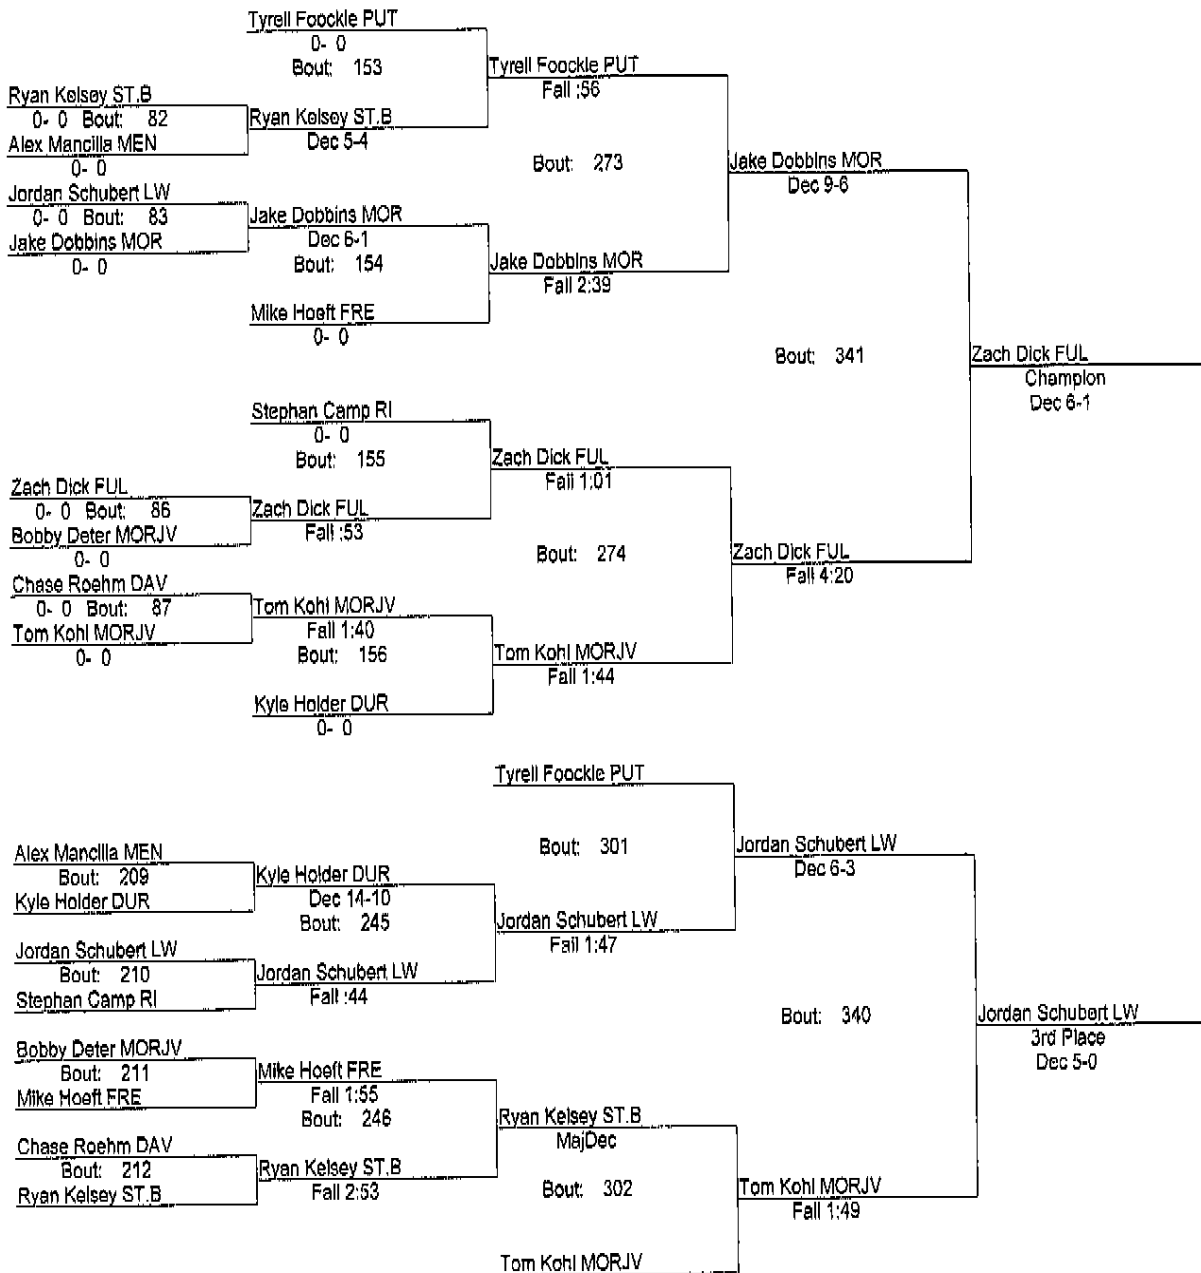 Tyrell Foockle PUT
0- 0
Bout: 153
Tyrell Foockle PUT
Fall :56
Ryan Kelsey ST.B
0- 0 Bout: 82
Ryan Kelsey ST.B
Dec 5-4
Alex Mancilla MEN
0- 0
Bout: 273
Jake Dobbins MOR
Dec 9-6
Jordan Schubert LW
0- 0 Bout: 83
Jake Dobbins MOR
Dec 6-1
Bout: 154
Jake Dobbins MOR
0- 0
Jake Dobbins MOR
Fall 2:39
Mike Hoeft FRE
0- 0
Bout: 341
Zach Dick FUL
Champion
Dec 6-1
Stephan Camp RI
0- 0
Bout: 155
Zach Dick FUL
Fall 1:01
Zach Dick FUL
0- 0 Bout: 86
Zach Dick FUL
Fall :53
Bobby Deter MORJV
0- 0
Bout: 274
Zach Dick FUL
Fall 4:20
Chase Roehm DAV
0- 0 Bout: 87
Tom Kohl MORJV
Fall 1:40
Bout: 156
Tom Kohl MORJV
0- 0
Tom Kohl MORJV
Fall 1:44
Kyle Holder DUR
0- 0
Tyrell Foockle PUT
Bout: 301
Jordan Schubert LW
Dec 6-3
Alex Mancilla MEN
Bout: 209
Kyle Holder DUR
Dec 14-10
Bout: 245
Kyle Holder DUR
Jordan Schubert LW
Fall 1:47
Jordan Schubert LW
Bout: 210
Jordan Schubert LW
Fall :44
Stephan Camp RI
Bout: 340
Jordan Schubert LW
3rd Place
Dec 5-0
Bobby Deter MORJV
Bout: 211
Mike Hoeft FRE
Fall 1:55
Bout: 246
Mike Hoeft FRE
Ryan Kelsey ST.B
MajDec
Chase Roehm DAV
Bout: 212
Ryan Kelsey ST.B
Fall 2:53
Ryan Kelsey ST.B
Bout: 302
Tom Kohl MORJV
Fall 1:49
Tom Kohl MORJV